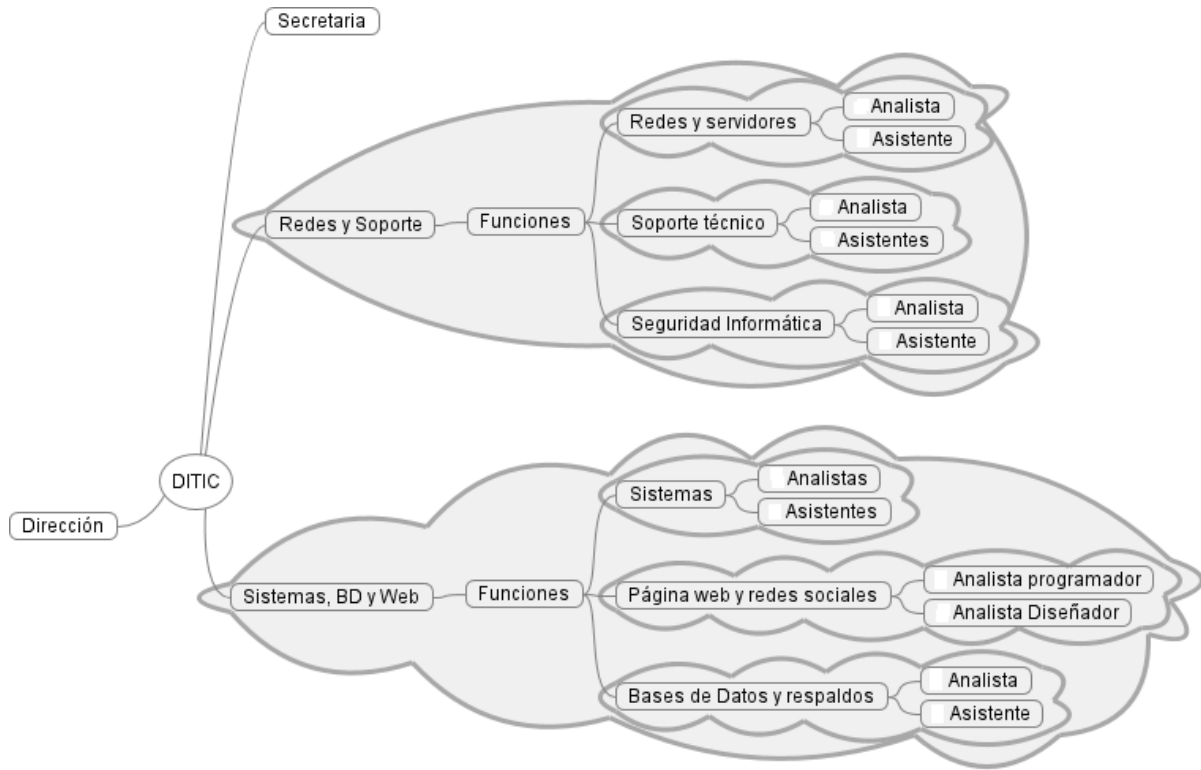 Secretaria
Redes y servidores
Analista
Asistente
Redes y Soporte
Funciones
Soporte técnico
Analista
Asistentes
Seguridad Informática
Analista
Asistente
DITIC
Dirección
Sistemas
Analistas
Asistentes
Sistemas, BD y Web
Funciones
Página web y redes sociales
Analista programador
Analista Diseñador
Bases de Datos y respaldos
Analista
Asistente